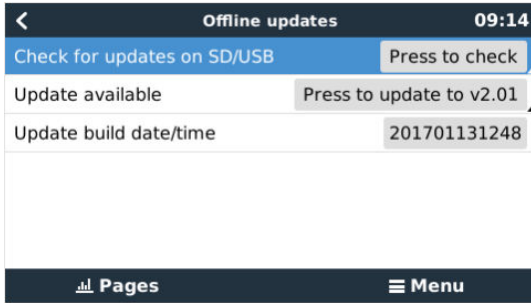 Offline updates 09:14
Check for updates on SD/USB Press to check
Update available Press to update to v2.01
Update build date/time 201701131248
Pages Menu